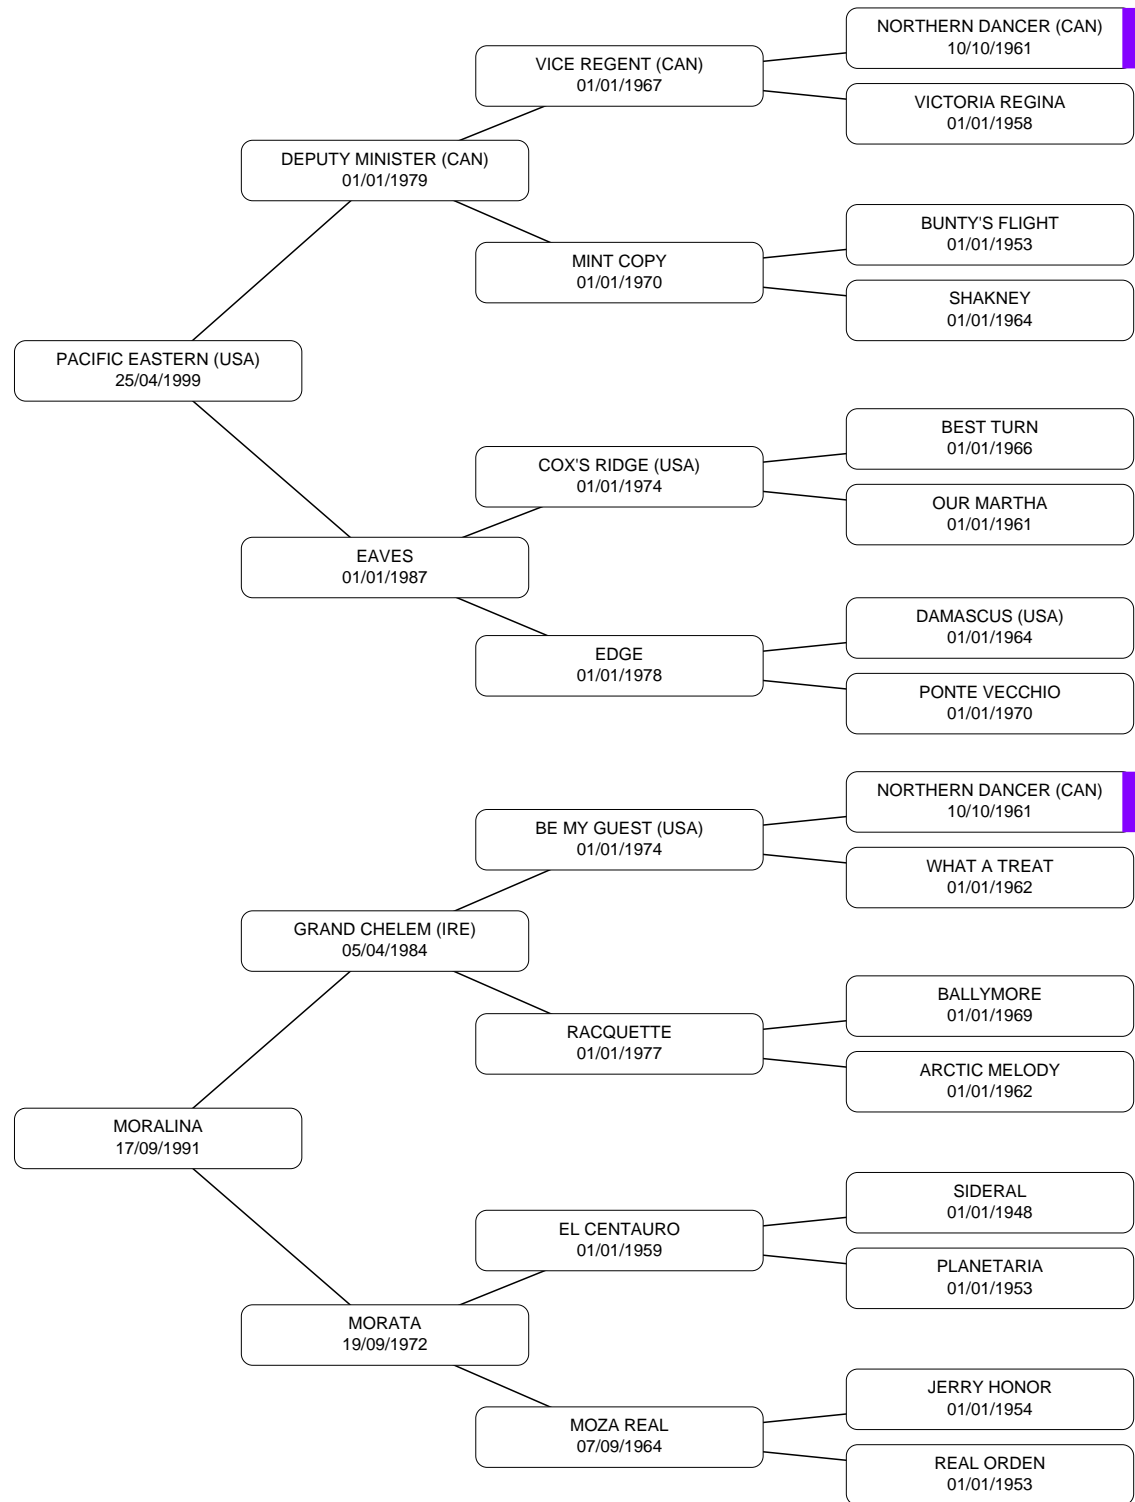 NORTHERN DANCER (CAN)
10/10/1961
VICE REGENT (CAN)
01/01/1967
VICTORIA REGINA
01/01/1958
DEPUTY MINISTER (CAN)
01/01/1979
BUNTY'S FLIGHT
01/01/1953
MINT COPY
01/01/1970
SHAKNEY
01/01/1964
PACIFIC EASTERN (USA)
25/04/1999
BEST TURN
01/01/1966
COX'S RIDGE (USA)
01/01/1974
OUR MARTHA
01/01/1961
EAVES
01/01/1987
DAMASCUS (USA)
01/01/1964
EDGE
01/01/1978
PONTE VECCHIO
01/01/1970
NORTHERN DANCER (CAN)
10/10/1961
BE MY GUEST (USA)
01/01/1974
WHAT A TREAT
01/01/1962
GRAND CHELEM (IRE)
05/04/1984
BALLYMORE
01/01/1969
RACQUETTE
01/01/1977
ARCTIC MELODY
01/01/1962
MORALINA
17/09/1991
SIDERAL
01/01/1948
EL CENTAURO
01/01/1959
PLANETARIA
01/01/1953
MORATA
19/09/1972
JERRY HONOR
01/01/1954
MOZA REAL
07/09/1964
REAL ORDEN
01/01/1953